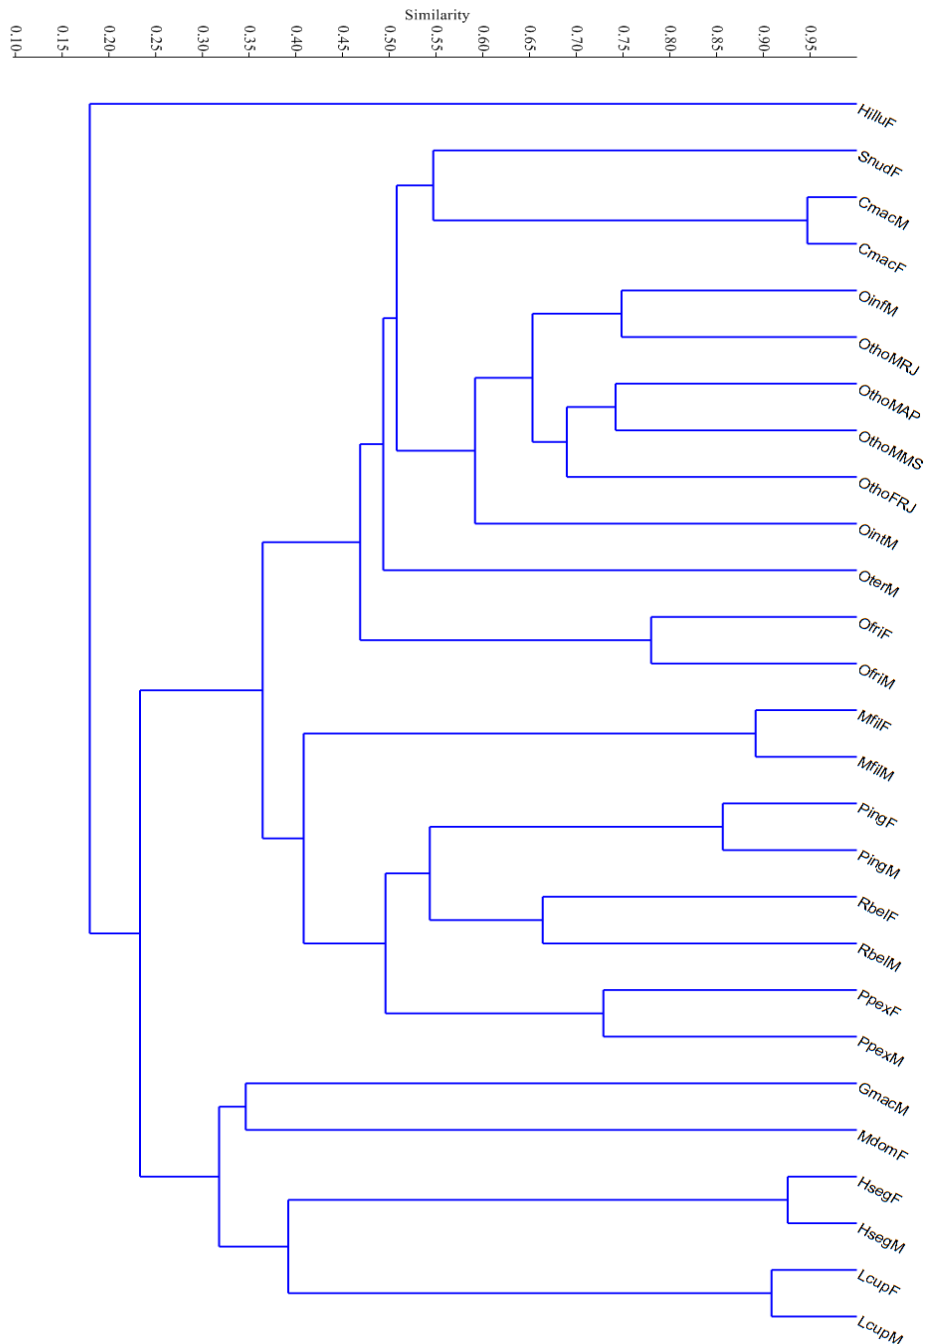 Similarity
0.10 0.15 0.20 0.25 0.30 0.35 0.40 0.45 0.50 0.55 0.60 0.65 0.70 0.75 0.80 0.85 0.90 0.95
HilluF
SnudF
CmacM
CmacF
OinfM
OthoMRJ
OthoMAP
OthoMMS
OthoFRJ
OintM
OterM
OfriF
OfriM
MfilF
MfilM
PingF
PingM
RbelF
RbelM
PpexF
PpexM
GmacM
MdomF
HsegF
HsegM
LcupF
LcupM